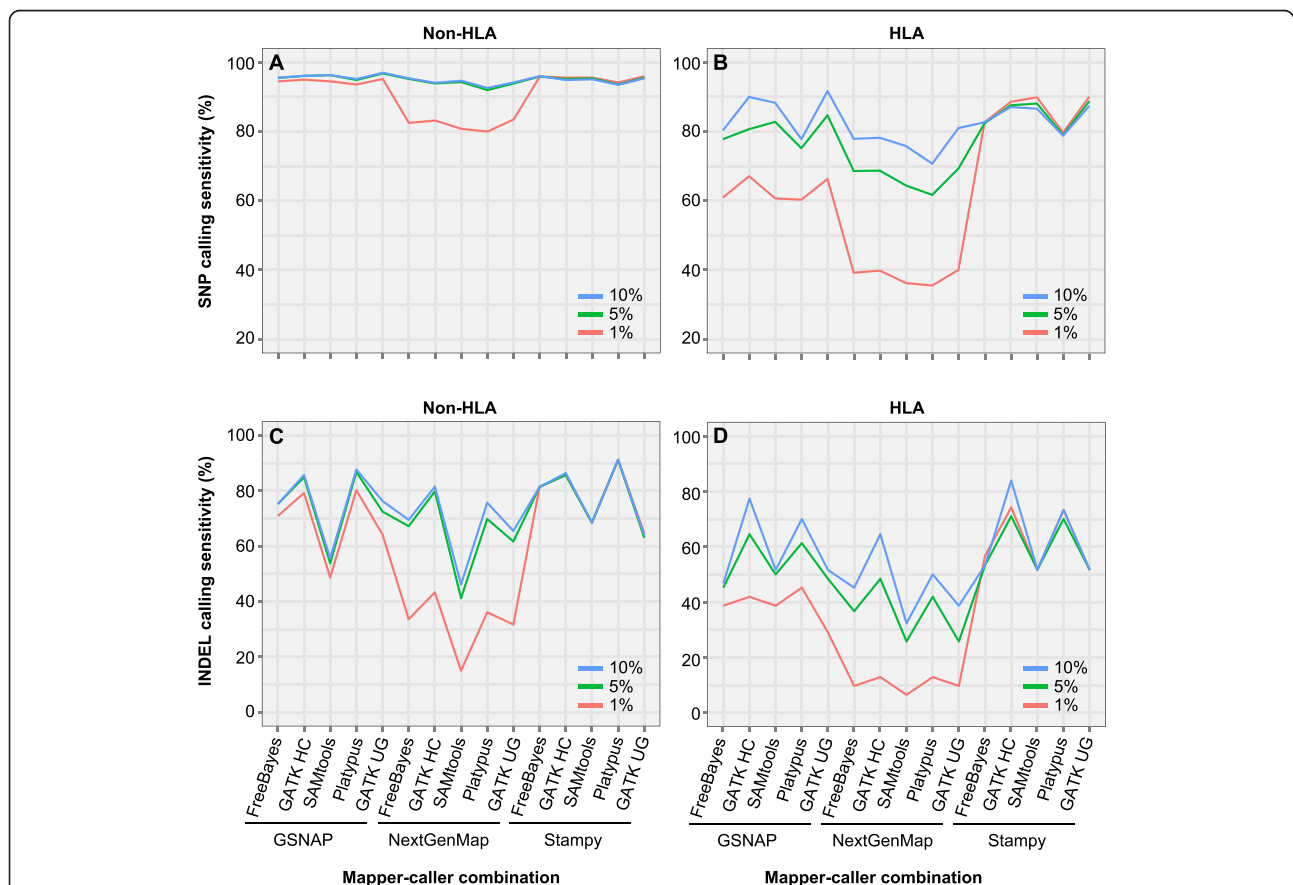 Non-HLA
HLA
A
B
SNP calling sensitivity (%)
100
80
60
40
20
10%
5%
1%
100
80
60
40
20
10%
5%
1%
Non-HLA
HLA
C
D
INDEL calling sensitivity (%)
100
80
60
40
20
0
10%
5%
1%
100
80
60
40
20
0
10%
5%
1%
FreeBayes
GATK HC
SAMtools
Platypus
GATK UG
FreeBayes
GATK HC
SAMtools
Platypus
GATK UG
FreeBayes
GATK HC
SAMtools
Platypus
GATK UG
FreeBayes
GATK HC
SAMtools
Platypus
GATK UG
FreeBayes
GATK HC
SAMtools
Platypus
GATK UG
FreeBayes
GATK HC
SAMtools
Platypus
GATK UG
GSNAP
NextGenMap
Stampy
GSNAP
NextGenMap
Stampy
Mapper-caller combination
Mapper-caller combination